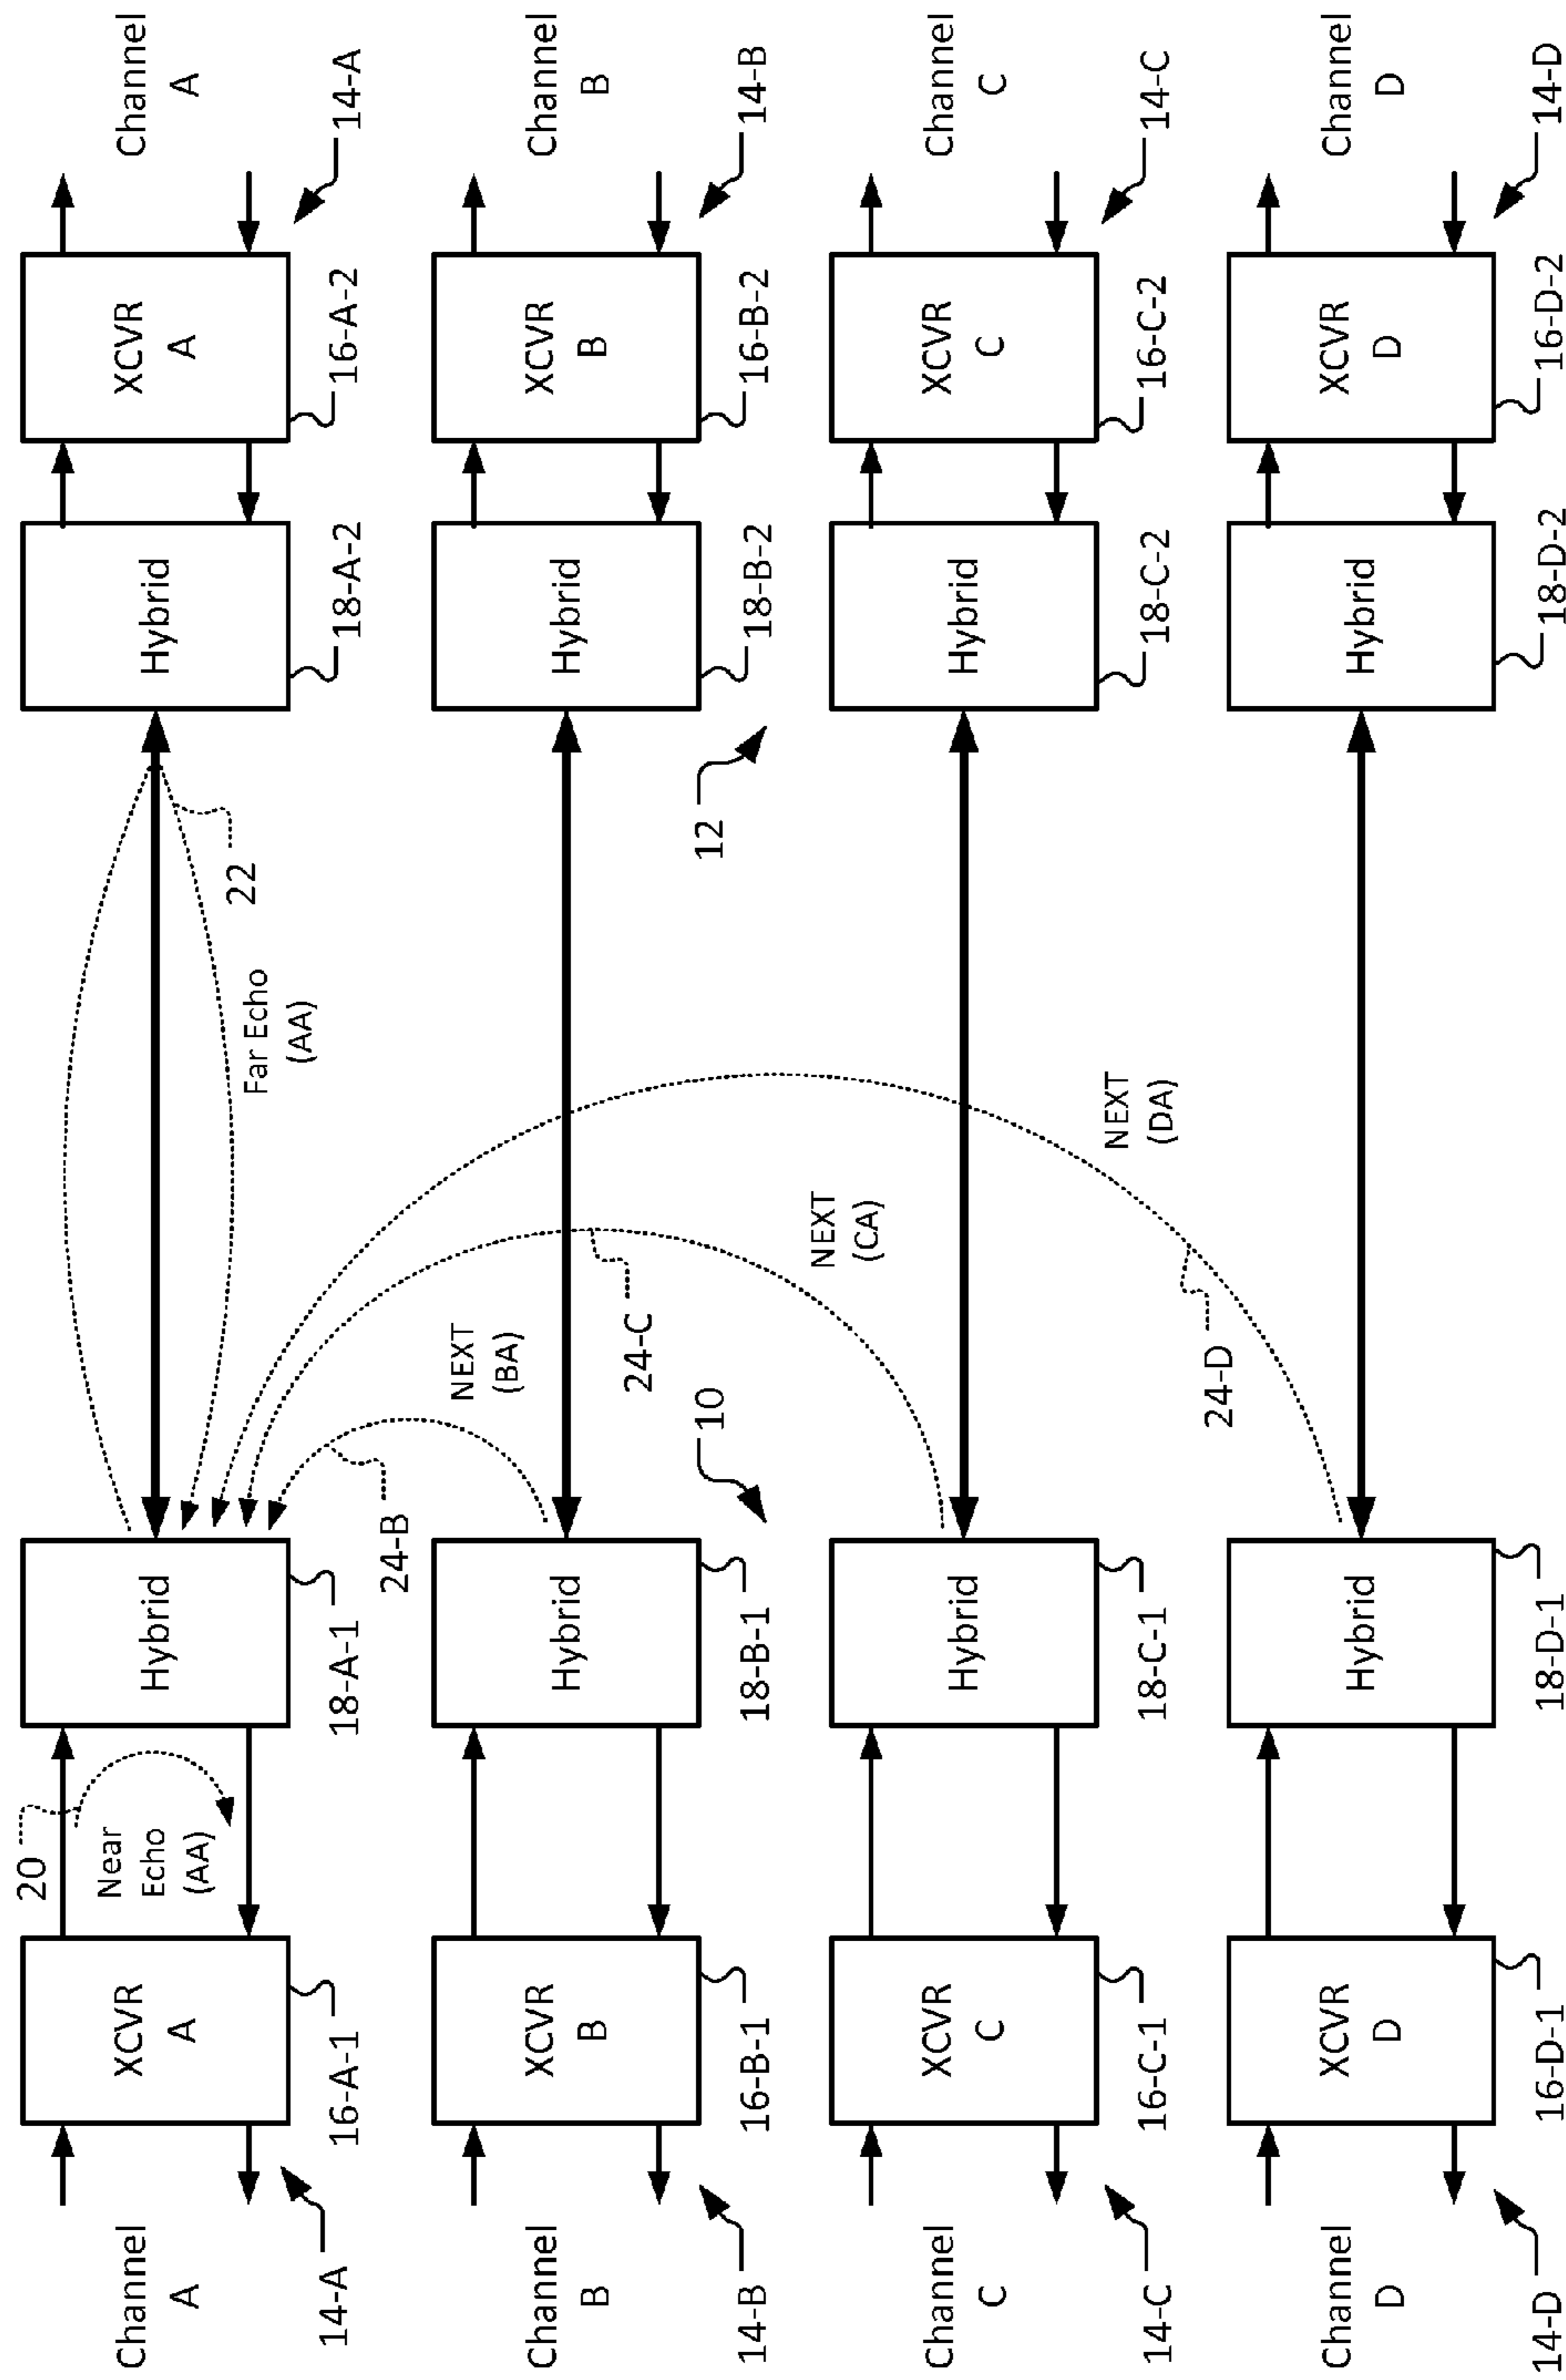 Channel
A
14-A
XCVR
A
16-A-1
20
Near
Echo
(AA)
Hybrid
18-A-1
Far Echo
(AA)
22
Hybrid
18-A-2
XCVR
A
16-A-2
Channel
A
14-A
Channel
B
14-B
XCVR
B
16-B-1
Hybrid
18-B-1
24-B
NEXT
(BA)
24-C
10
12
Hybrid
18-B-2
XCVR
B
16-B-2
Channel
B
14-B
Channel
C
14-C
XCVR
C
16-C-1
Hybrid
18-C-1
NEXT
(CA)
NEXT
(DA)
Hybrid
18-C-2
XCVR
C
16-C-2
Channel
C
14-C
Channel
D
14-D
XCVR
D
16-D-1
Hybrid
18-D-1
24-D
Hybrid
18-D-2
XCVR
D
16-D-2
Channel
D
14-D